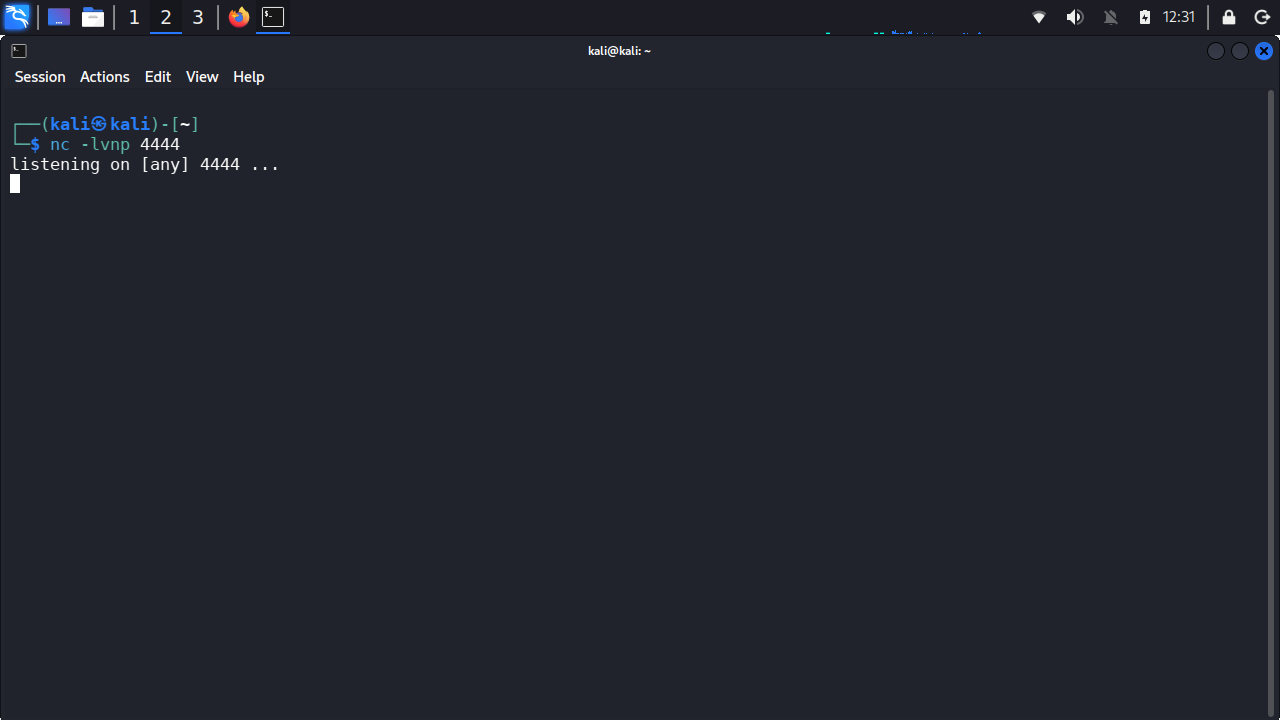 1 2 3 12:31
kali@kali: ~
Session Actions Edit View Help
┌──(kali㉿kali)-[~]
└─$ nc -lvnp 4444
listening on [any] 4444 ...